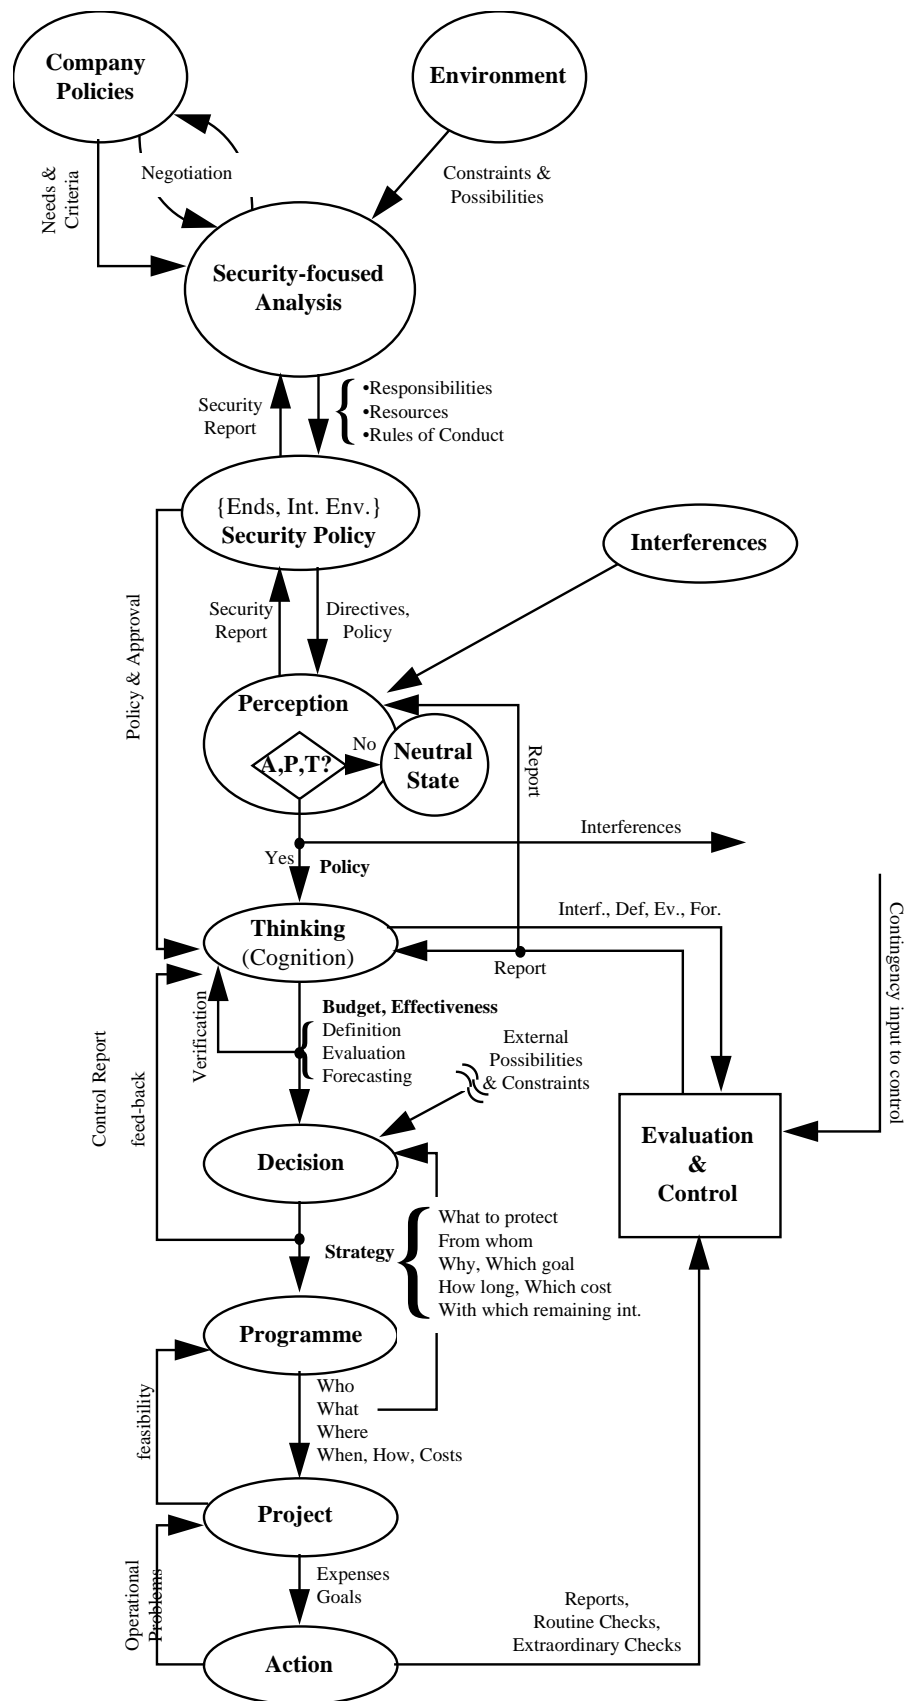 Company
Policies
Environment
Needs &
Criteria
Negotiation
Constraints &
Possibilities
Security-focused
Analysis
Security
Report
•Responsibilities
•Resources
•Rules of Conduct
{Ends, Int. Env.}
Security Policy
Interferences
Policy & Approval
Security
Report
Directives,
Policy
Perception
A,P,T?
No
Neutral
State
Report
Interferences
Yes
Policy
Thinking
(Cognition)
Interf., Def, Ev., For.
Report
Contingency input to control
Verification
Budget, Effectiveness
Definition
Evaluation
Forecasting
External
Possibilities
& Constraints
Control Report
feed-back
Evaluation
&
Control
Decision
Strategy
What to protect
From whom
Why, Which goal
How long, Which cost
With which remaining int.
Programme
feasibility
Who
What
Where
When, How, Costs
Project
Operational
Problems
Expenses
Goals
Reports,
Routine Checks,
Extraordinary Checks
Action